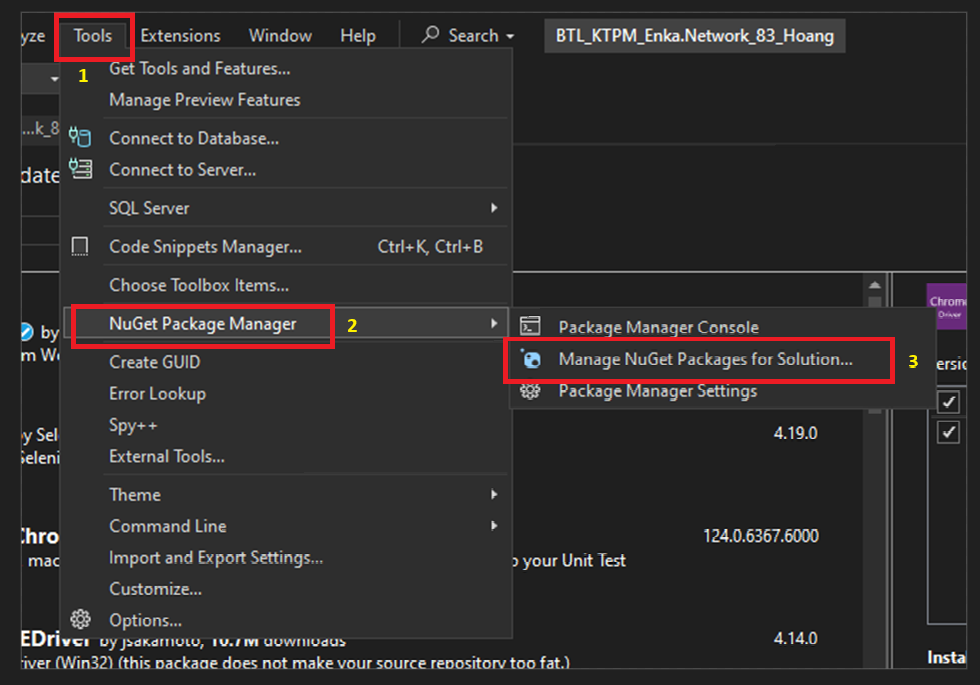 yze Tools Extensions Window Help Search BTL_KTPM_Enka.Network_83_Hoang
1
Get Tools and Features...
Manage Preview Features
...k_8
Connect to Database...
date
Connect to Server...
SQL Server
Code Snippets Manager... Ctrl+K, Ctrl+B
Choose Toolbox Items...
Chrome
Driver
NuGet Package Manager 2
by
Package Manager Console
m We
Manage NuGet Packages for Solution... 3
Create GUID
ersic
Package Manager Settings
Error Lookup
Spy++
y Sel
4.19.0
External Tools...
Seleni
Theme
Command Line
Chro
124.0.6367.6000
Import and Export Settings...
mac
o your Unit Test
Customize...
Options...
EDriver by jsakamoto, 10.7M downloads
4.14.0
river (Win32) (this package does not make your source repository too fat.)
Insta